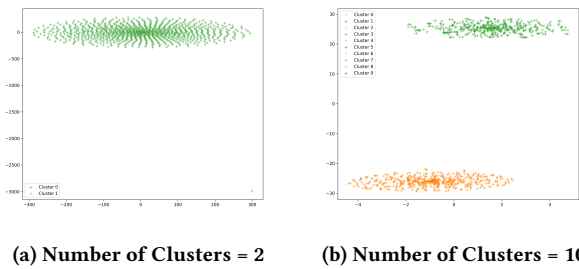 0
−500
−1000
−1500
−2000
−2500
−3000
−300
−200
−100
0
100
200
300
Cluster 0
Cluster 1
30
20
10
0
−10
−20
−30
−4
−2
0
2
4
Cluster 0
Cluster 1
Cluster 2
Cluster 3
Cluster 4
Cluster 5
Cluster 6
Cluster 7
Cluster 8
Cluster 9
(a) Number of Clusters = 2
(b) Number of Clusters = 10